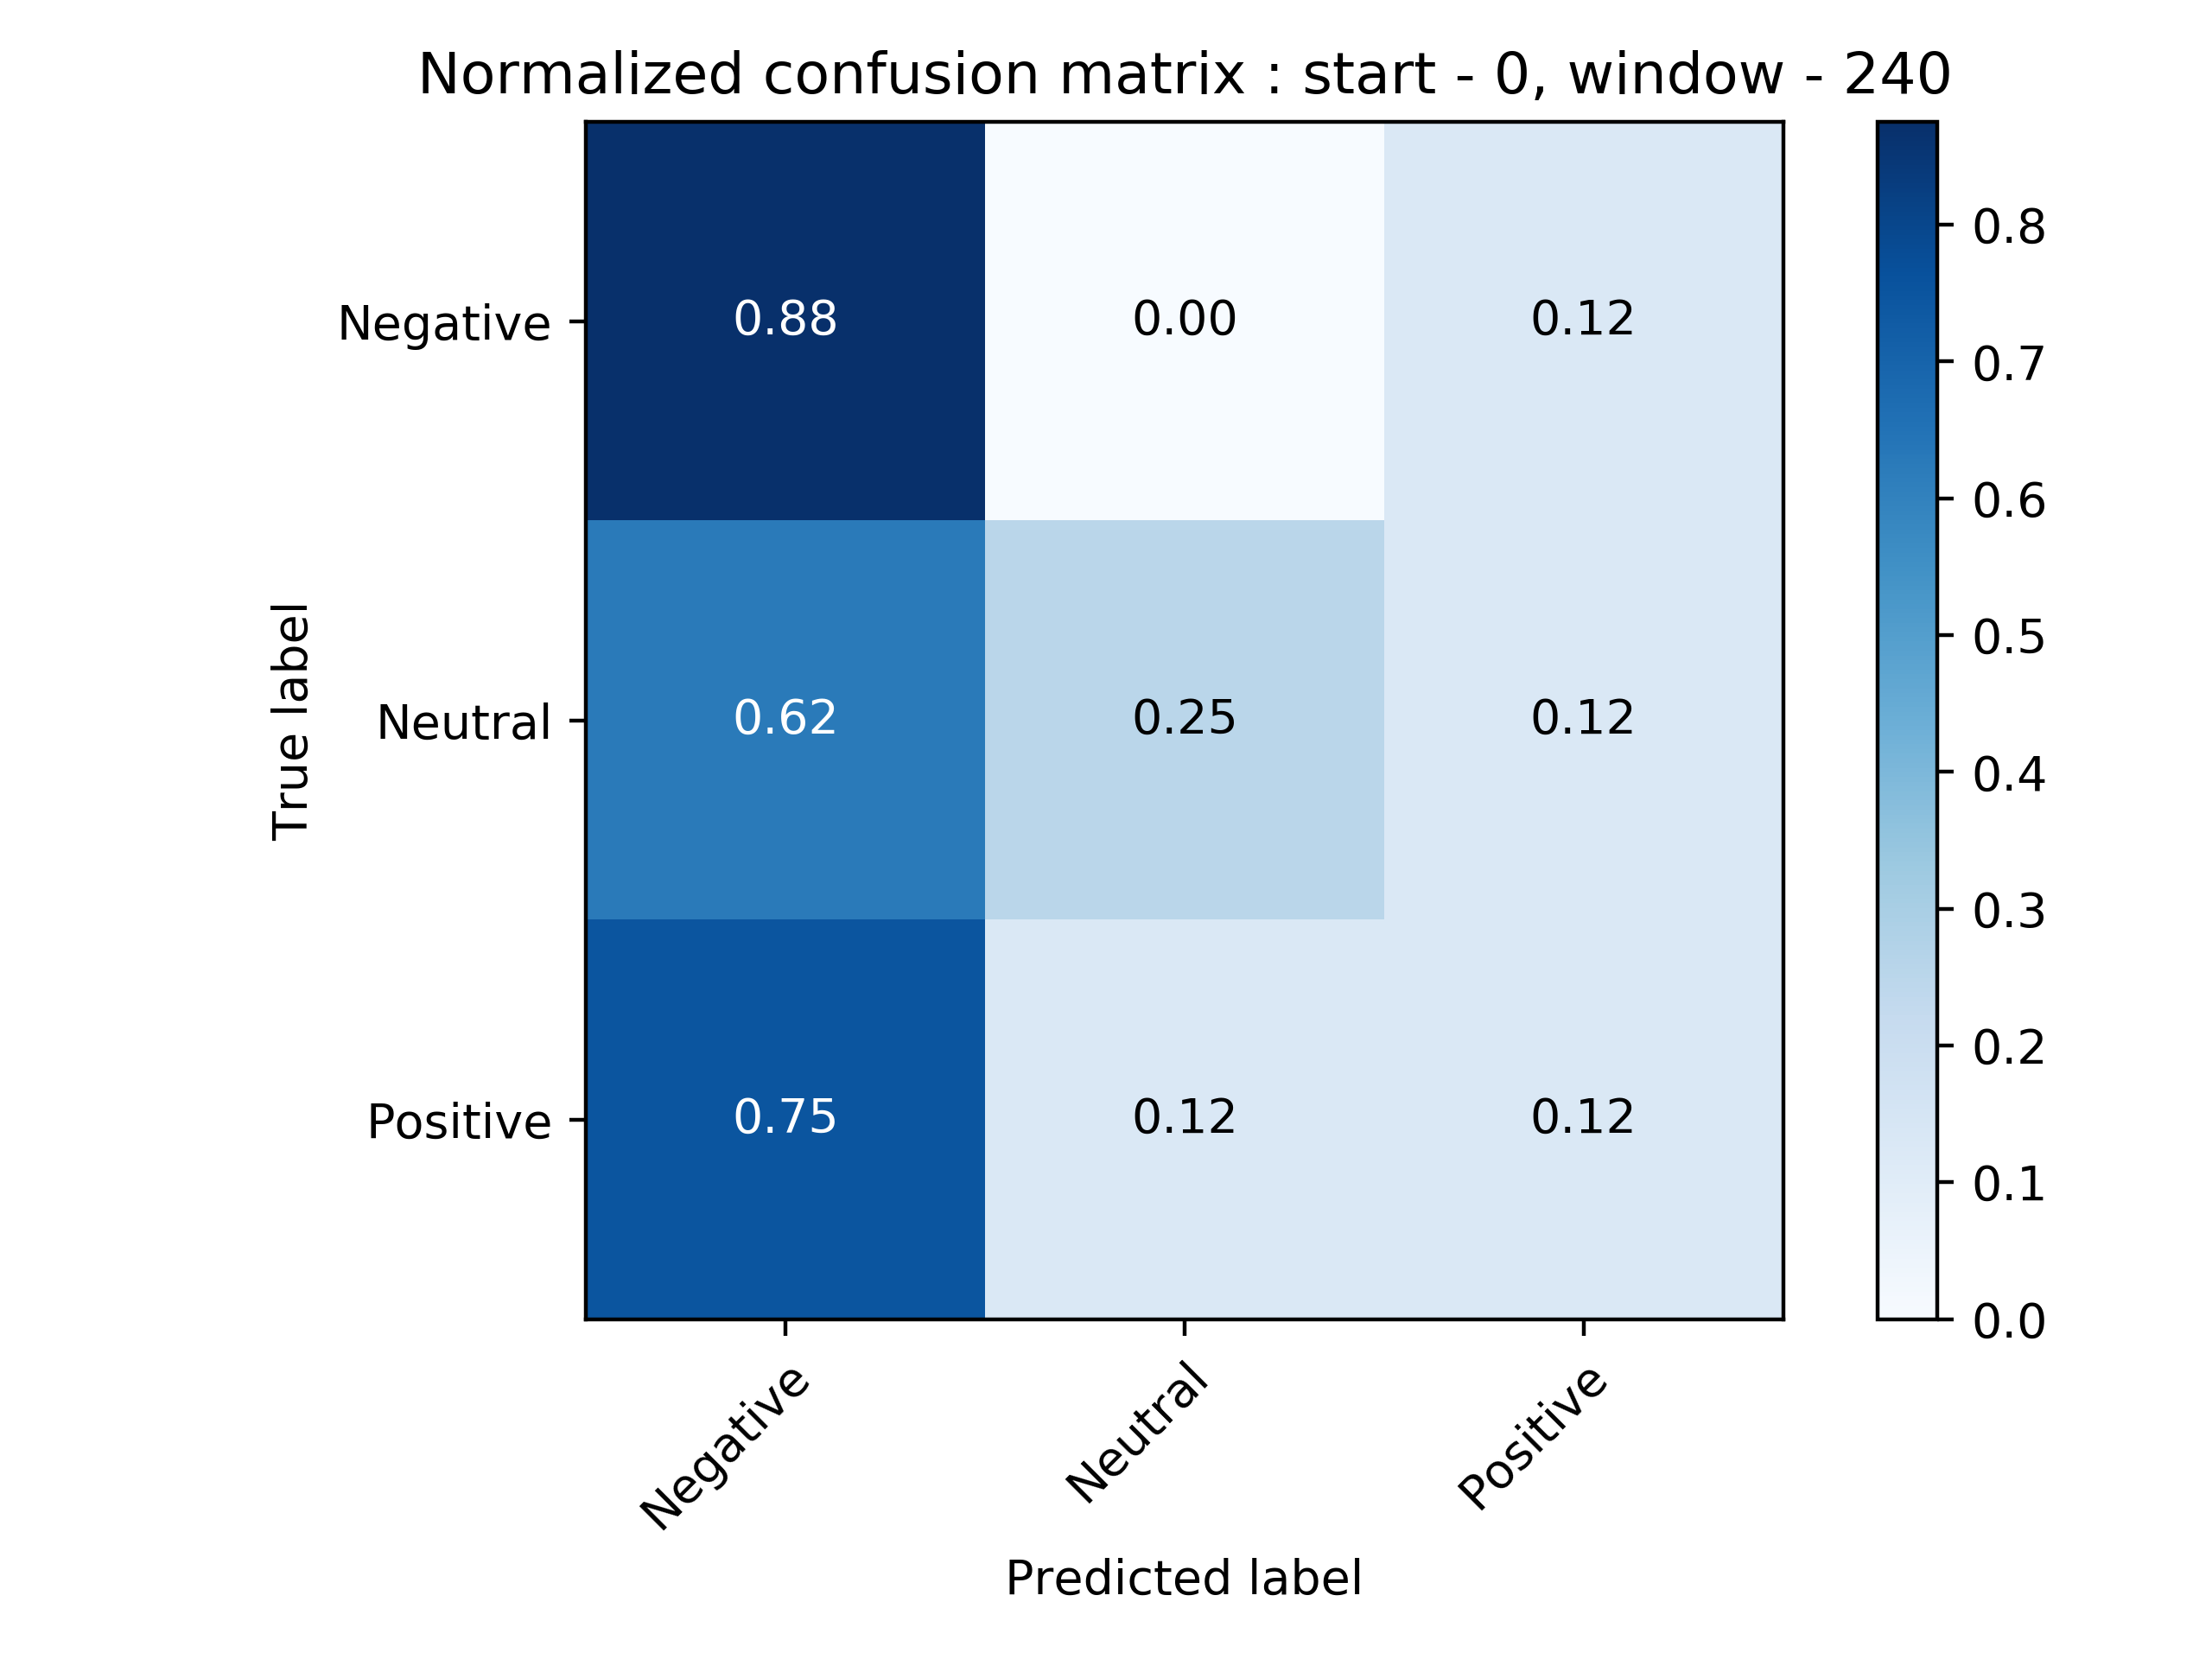 Normalized confusion matrix : start - 0, window - 240
True label
Negative
0.88 0.00 0.12
Neutral
0.62 0.25 0.12
Positive
0.75 0.12 0.12
Negative
Neutral
Positive
Predicted label
0.8
0.7
0.6
0.5
0.4
0.3
0.2
0.1
0.0